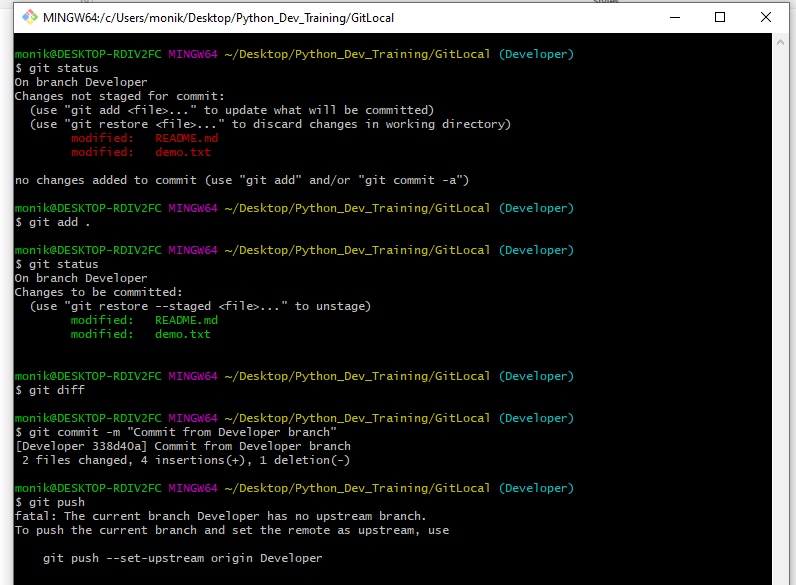 MINGW64:/c/Users/monik/Desktop/Python_Dev_Training/GitLocal
monik@DESKTOP-RDIV2FC MINGW64 ~/Desktop/Python_Dev_Training/GitLocal (Developer)
$ git status
On branch Developer
Changes not staged for commit:
  (use "git add <file>..." to update what will be committed)
  (use "git restore <file>..." to discard changes in working directory)
        modified:   README.md
        modified:   demo.txt

no changes added to commit (use "git add" and/or "git commit -a")

monik@DESKTOP-RDIV2FC MINGW64 ~/Desktop/Python_Dev_Training/GitLocal (Developer)
$ git add .

monik@DESKTOP-RDIV2FC MINGW64 ~/Desktop/Python_Dev_Training/GitLocal (Developer)
$ git status
On branch Developer
Changes to be committed:
  (use "git restore --staged <file>..." to unstage)
        modified:   README.md
        modified:   demo.txt

monik@DESKTOP-RDIV2FC MINGW64 ~/Desktop/Python_Dev_Training/GitLocal (Developer)
$ git diff

monik@DESKTOP-RDIV2FC MINGW64 ~/Desktop/Python_Dev_Training/GitLocal (Developer)
$ git commit -m "Commit from Developer branch"
[Developer 338d40a] Commit from Developer branch
 2 files changed, 4 insertions(+), 1 deletion(-)

monik@DESKTOP-RDIV2FC MINGW64 ~/Desktop/Python_Dev_Training/GitLocal (Developer)
$ git push
fatal: The current branch Developer has no upstream branch.
To push the current branch and set the remote as upstream, use

    git push --set-upstream origin Developer